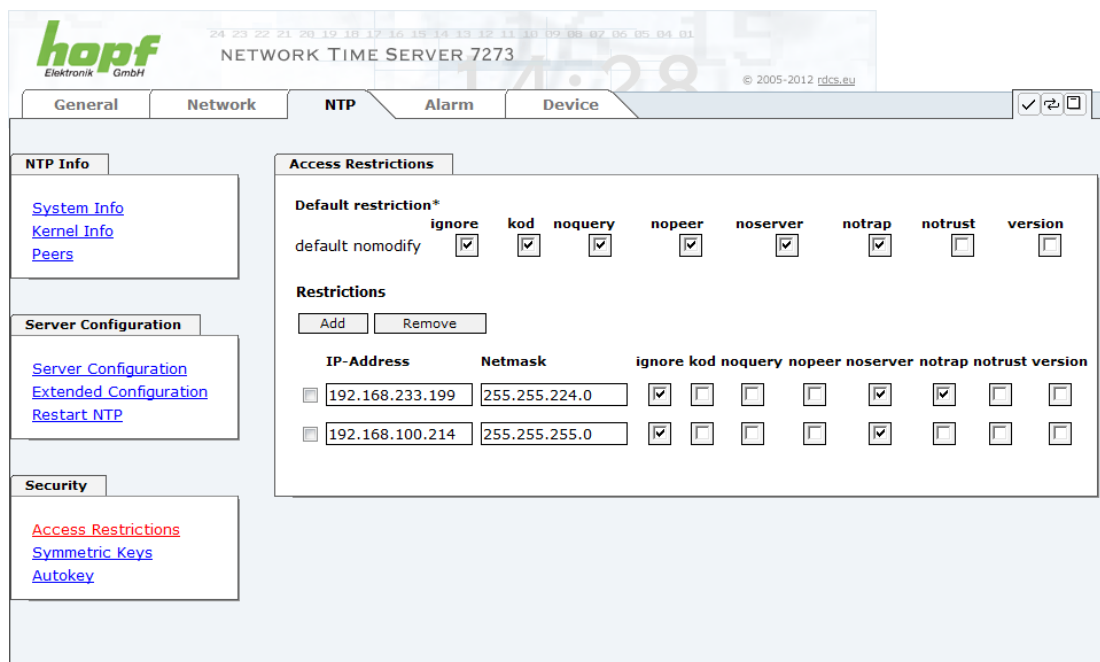 hopf
Elektronik GmbH
24 23 22 21 20 19 18 17 16 15 14 13 12 11 10 09 08 07 06 05 04 01
NETWORK TIME SERVER 7273
14:28
© 2005-2012 rdcs.eu
General Network NTP Alarm Device
NTP Info
System Info
Kernel Info
Peers
Server Configuration
Server Configuration
Extended Configuration
Restart NTP
Security
Access Restrictions
Symmetric Keys
Autokey
Access Restrictions
Default restriction*
ignore kod noquery nopeer noserver notrap notrust version
default nomodify
Restrictions
Add Remove
IP-Address Netmask ignore kod noquery nopeer noserver notrap notrust version
192.168.233.199 255.255.224.0
192.168.100.214 255.255.255.0